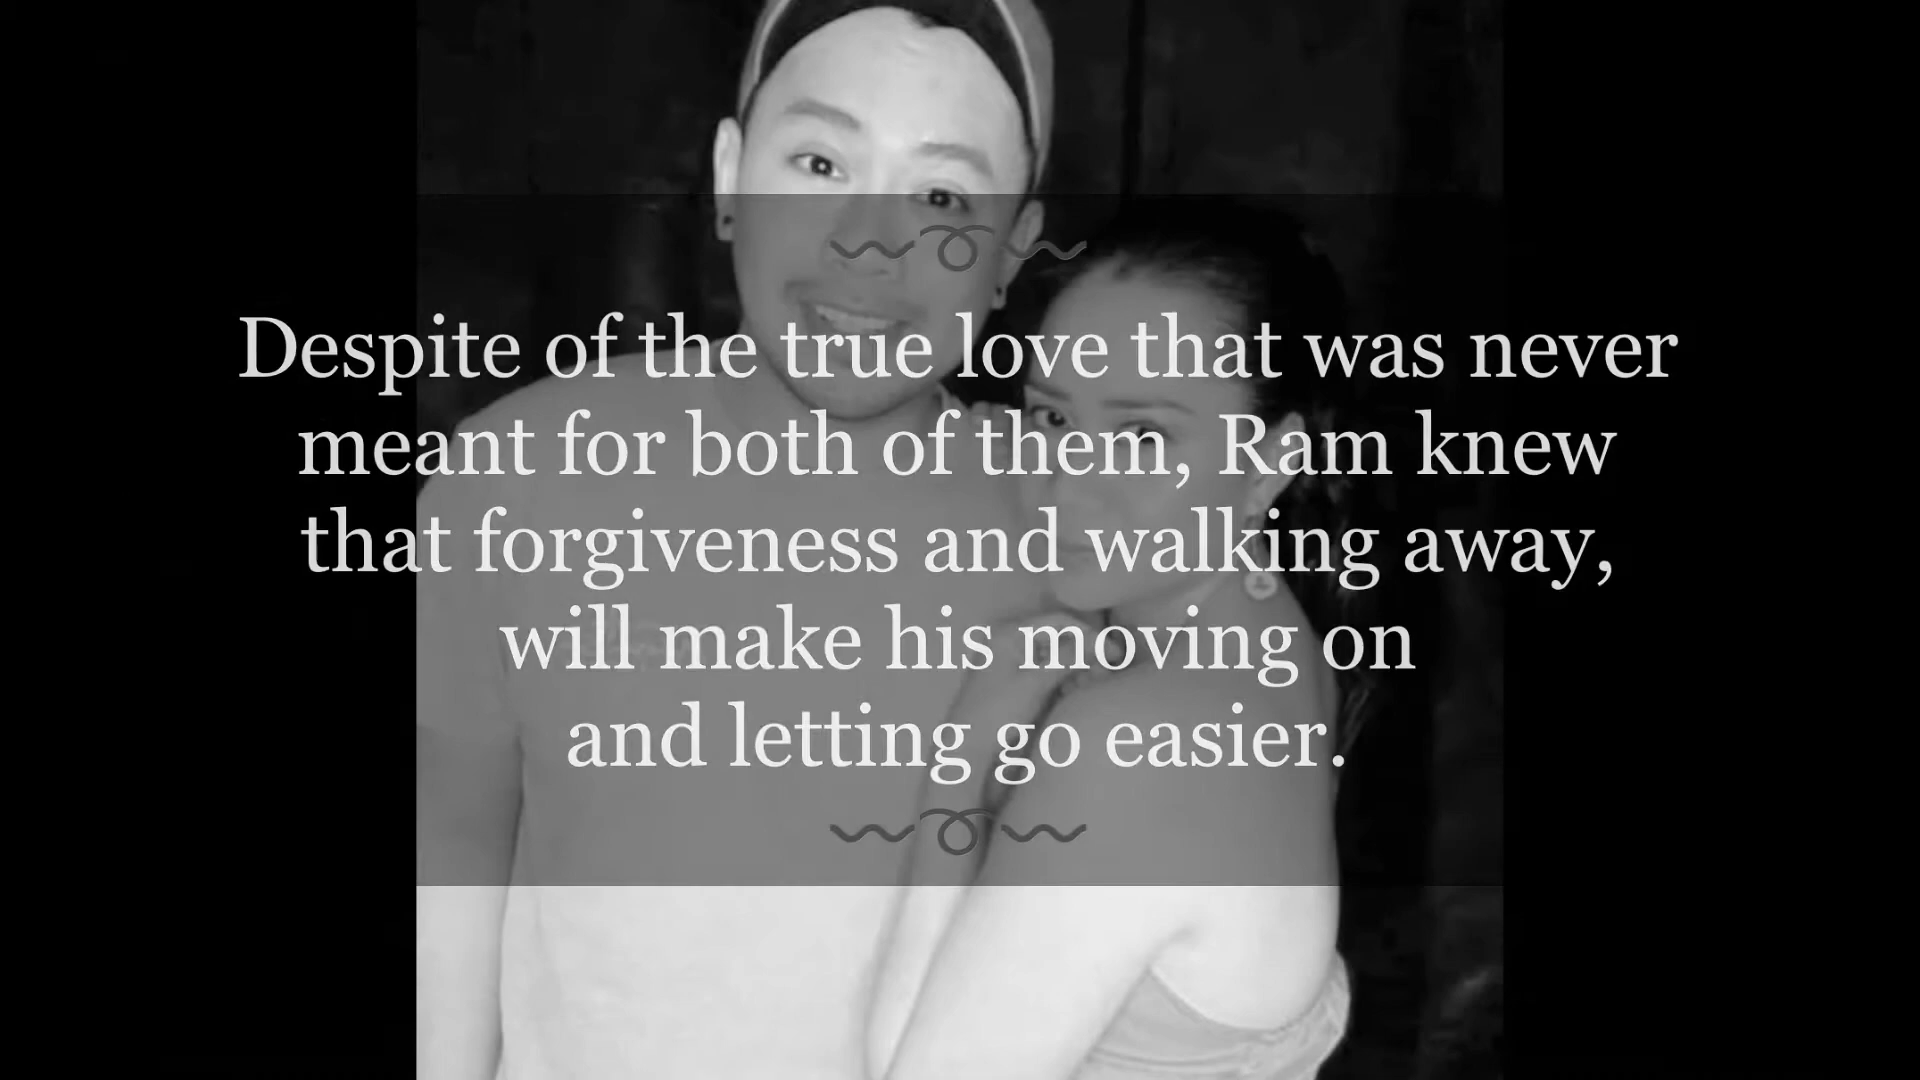 Despite of the true love that was never
meant for both of them, Ram knew
that forgiveness and walking away,
will make his moving on
and letting go easier.